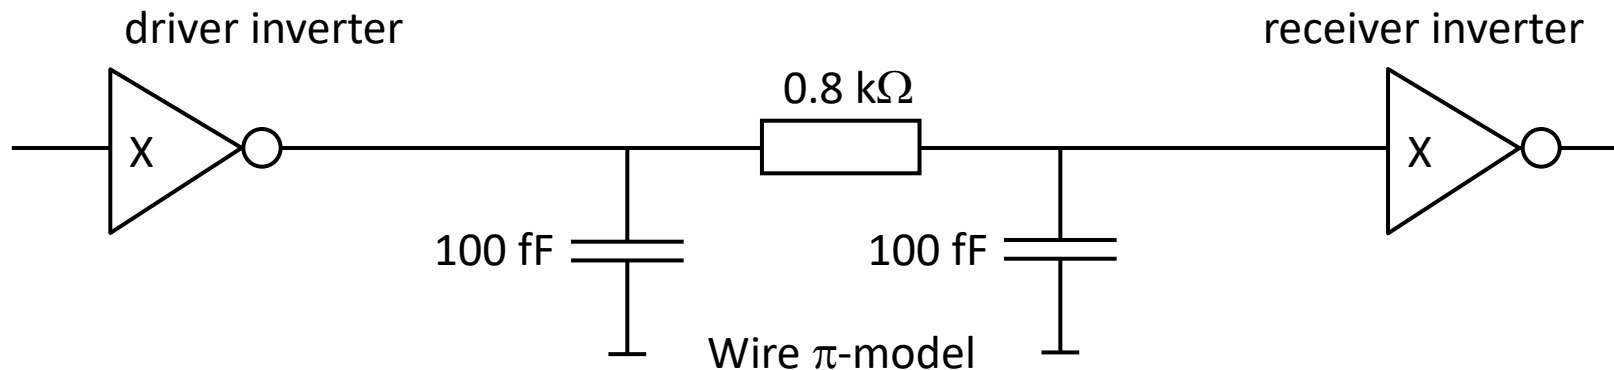 driver inverter
receiver inverter
0.8 kΩ
X
X
100 fF
100 fF
Wire π-model